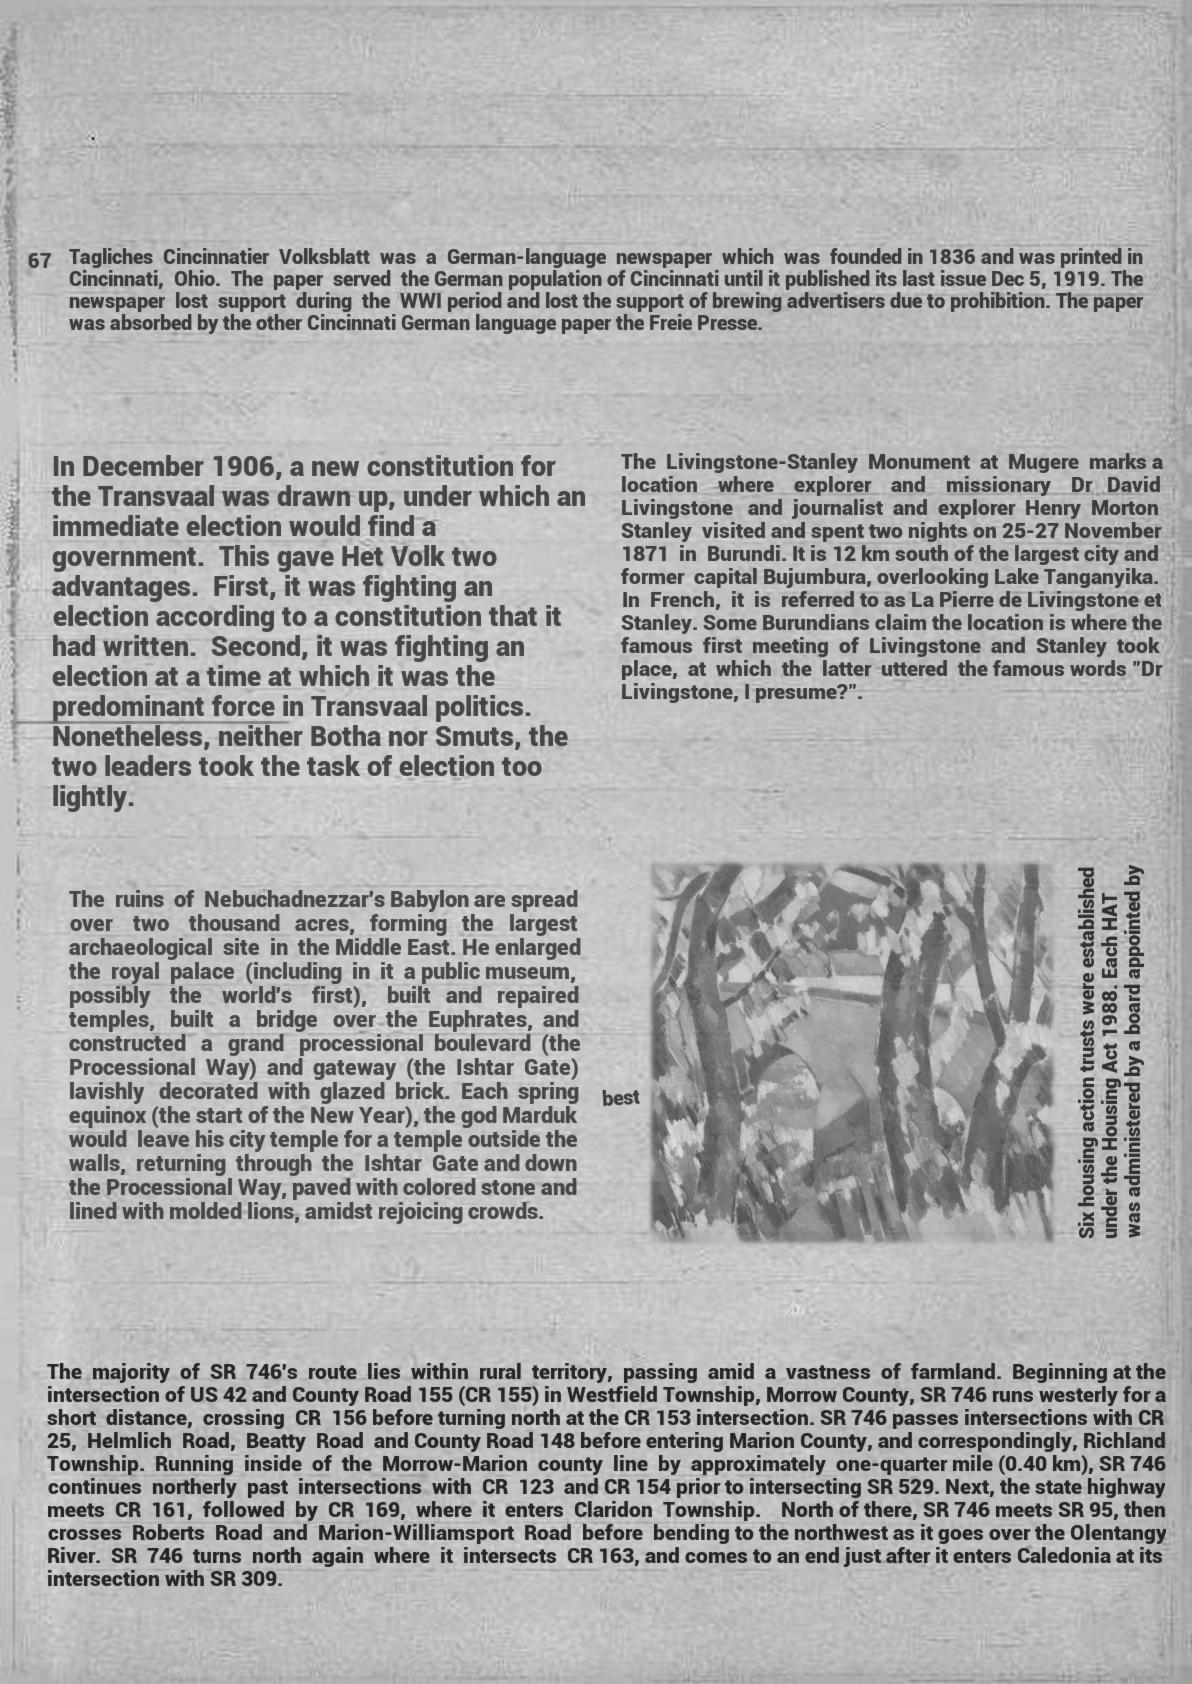 67
Tagliches Cincinnatier Volksblatt was a German-language newspaper which was founded in 1836 and was printed in
Cincinnati, Ohio. The paper served the German population of Cincinnati until it published its last issue Dec 5, 1919. The
newspaper lost support during the WWI period and lost the support of brewing advertisers due to prohibition. The paper
was absorbed by the other Cincinnati German language paper the Freie Presse.
In December 1906, a new constitution for
the Transvaal was drawn up, under which an
immediate election would find a
government. This gave Het Volk two
advantages. First, it was fighting an
election according to a constitution that it
had written. Second, it was fighting an
election at a time at which it was the
predominant force in Transvaal politics.
Nonetheless, neither Botha nor Smuts, the
two leaders took the task of election too
lightly.
The Livingstone-Stanley Monument at Mugere marks a
location where explorer and missionary Dr David
Livingstone and journalist and explorer Henry Morton
Stanley visited and spent two nights on 25-27 November
1871 in Burundi. It is 12 km south of the largest city and
former capital Bujumbura, overlooking Lake Tanganyika.
In French, it is referred to as La Pierre de Livingstone et
Stanley. Some Burundians claim the location is where the
famous first meeting of Livingstone and Stanley took
place, at which the latter uttered the famous words "Dr
Livingstone, I presume?".
The ruins of Nebuchadnezzar's Babylon are spread
over two thousand acres, forming the largest
archaeological site in the Middle East. He enlarged
the royal palace (including in it a public museum,
possibly the world's first), built and repaired
temples, built a bridge over the Euphrates, and
constructed a grand processional boulevard (the
Processional Way) and gateway (the Ishtar Gate)
lavishly decorated with glazed brick. Each spring
equinox (the start of the New Year), the god Marduk
would leave his city temple for a temple outside the
walls, returning through the Ishtar Gate and down
the Processional Way, paved with colored stone and
lined with molded lions, amidst rejoicing crowds.
best
Six housing action trusts were established
under the Housing Act 1988. Each HAT
was administered by a board appointed by
The majority of SR 746's route lies within rural territory, passing amid a vastness of farmland. Beginning at the
intersection of US 42 and County Road 155 (CR 155) in Westfield Township, Morrow County, SR 746 runs westerly for a
short distance, crossing CR 156 before turning north at the CR 153 intersection. SR 746 passes intersections with CR
25, Helmlich Road, Beatty Road and County Road 148 before entering Marion County, and correspondingly, Richland
Township. Running inside of the Morrow-Marion county line by approximately one-quarter mile (0.40 km), SR 746
continues northerly past intersections with CR 123 and CR 154 prior to intersecting SR 529. Next, the state highway
meets CR 161, followed by CR 169, where it enters Claridon Township. North of there, SR 746 meets SR 95, then
crosses Roberts Road and Marion-Williamsport Road before bending to the northwest as it goes over the Olentangy
River. SR 746 turns north again where it intersects CR 163, and comes to an end just after it enters Caledonia at its
intersection with SR 309.